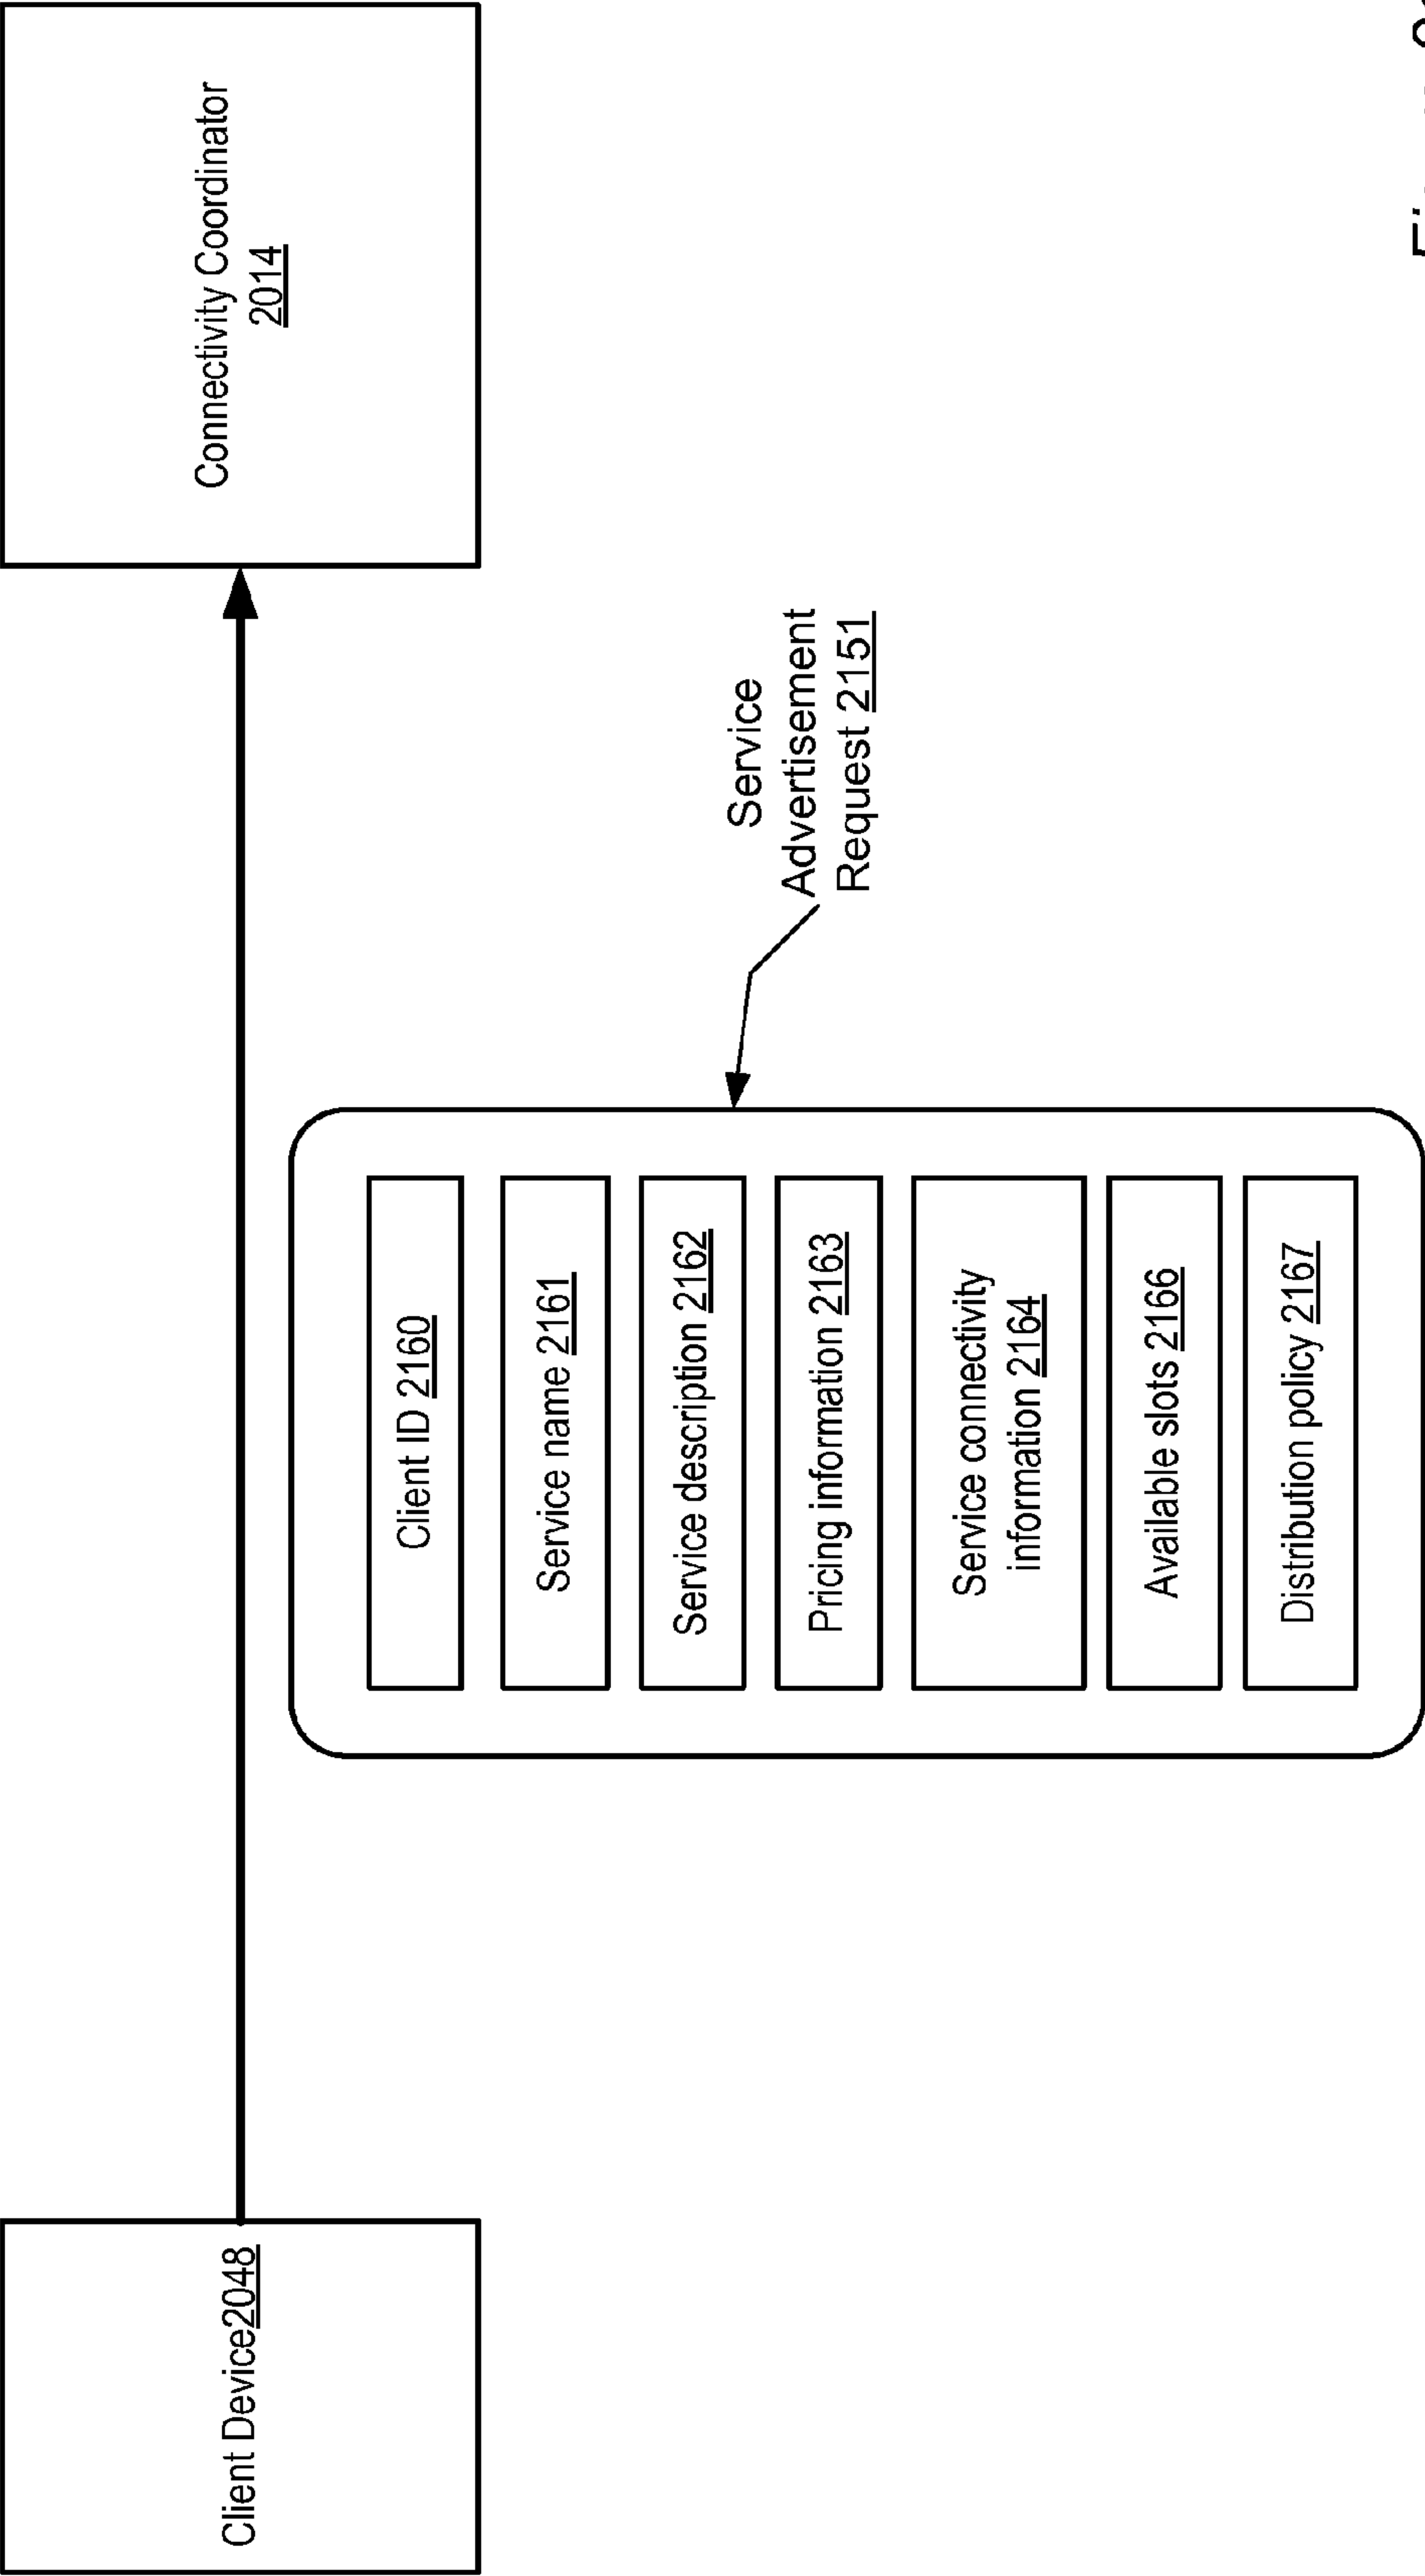 Client Device2048
Connectivity Coordinator
2014
Service
Advertisement
Request 2151
Client ID 2160
Service name 2161
Service description 2162
Pricing information 2163
Service connectivity
information 2164
Available slots 2166
Distribution policy 2167